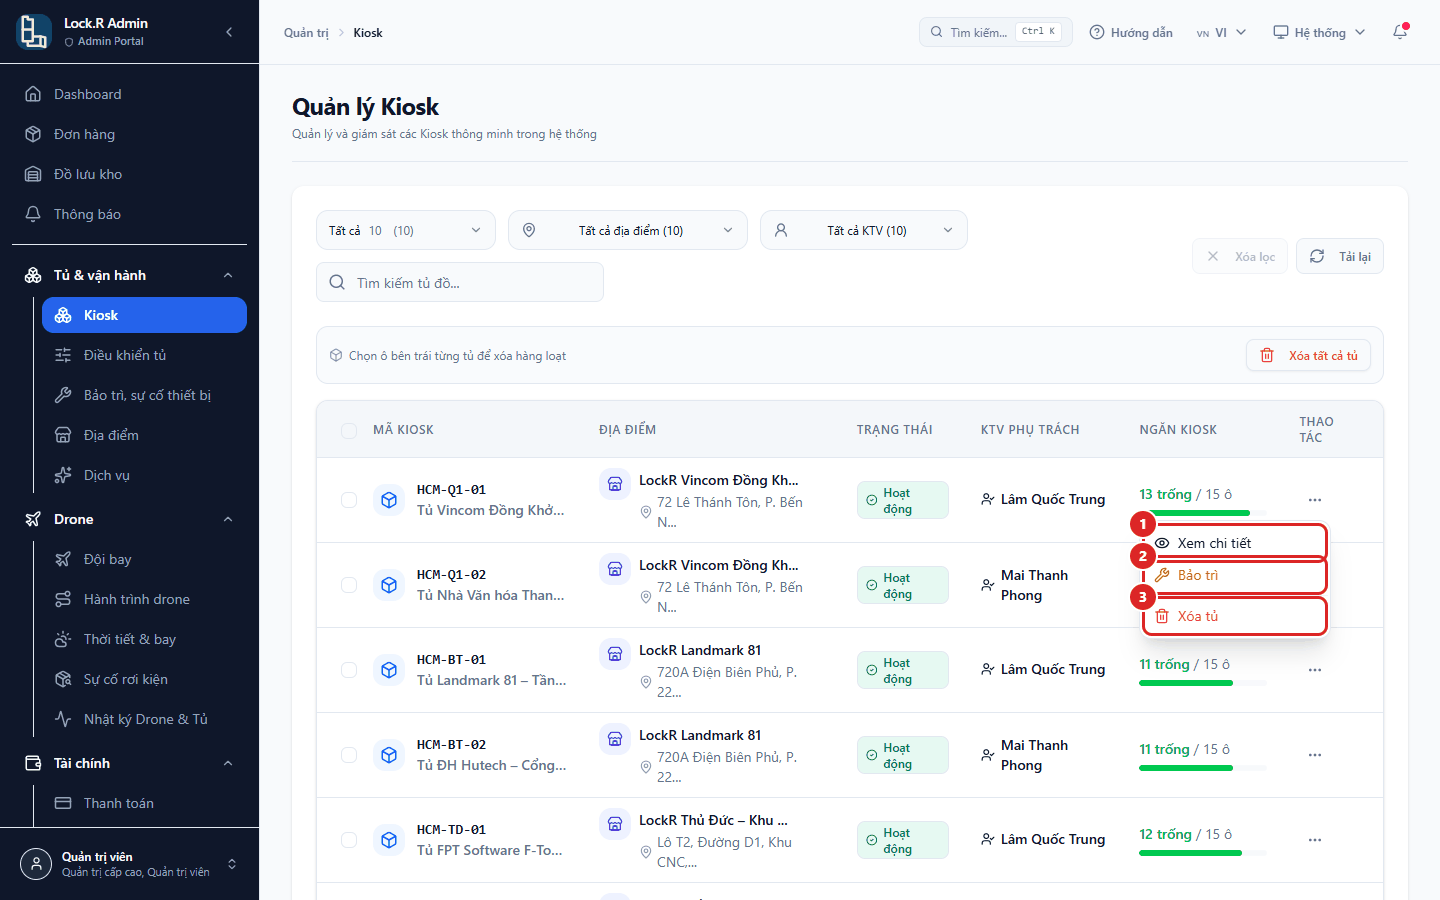 Lock.R Admin
Admin Portal
Dashboard
Đơn hàng
Đồ lưu kho
Thông báo
Tủ & vận hành
Kiosk
Điều khiển tủ
Bảo trì, sự cố thiết bị
Địa điểm
Dịch vụ
Drone
Đội bay
Hành trình drone
Thời tiết & bay
Sự cố rơi kiện
Nhật ký Drone & Tủ
Tài chính
Thanh toán
Quản trị viên
Quản trị cấp cao, Quản trị viên
Quản trị > Kiosk
Tìm kiếm... Ctrl K
Hướng dẫn
VN VI
Hệ thống
Quản lý Kiosk
Quản lý và giám sát các Kiosk thông minh trong hệ thống
Tất cả 10 (10)
Tất cả địa điểm (10)
Tất cả KTV (10)
Tìm kiếm tủ đồ...
Xóa lọc
Tải lại
Chọn ô bên trái từng tủ để xóa hàng loạt
Xóa tất cả tủ
MÃ KIOSK
ĐỊA ĐIỂM
TRẠNG THÁI
KTV PHỤ TRÁCH
NGĂN KIOSK
THAO
TÁC
HCM-Q1-01
Tủ Vincom Đồng Khở...
LockR Vincom Đồng Kh...
72 Lê Thánh Tôn, P. Bến
N...
Hoạt
động
Lâm Quốc Trung
13 trống / 15 ô
1
Xem chi tiết
2
Bảo trì
3
Xóa tủ
HCM-Q1-02
Tủ Nhà Văn hóa Than...
LockR Vincom Đồng Kh...
72 Lê Thánh Tôn, P. Bến
N...
Hoạt
động
Mai Thanh
Phong
HCM-BT-01
Tủ Landmark 81 – Tần...
LockR Landmark 81
720A Điện Biên Phủ, P.
22...
Hoạt
động
Lâm Quốc Trung
11 trống / 15 ô
HCM-BT-02
Tủ ĐH Hutech – Cổng...
LockR Landmark 81
720A Điện Biên Phủ, P.
22...
Hoạt
động
Mai Thanh
Phong
11 trống / 15 ô
HCM-TD-01
Tủ FPT Software F-To...
LockR Thủ Đức – Khu ...
Lô T2, Đường D1, Khu
CNC,...
Hoạt
động
Lâm Quốc Trung
12 trống / 15 ô